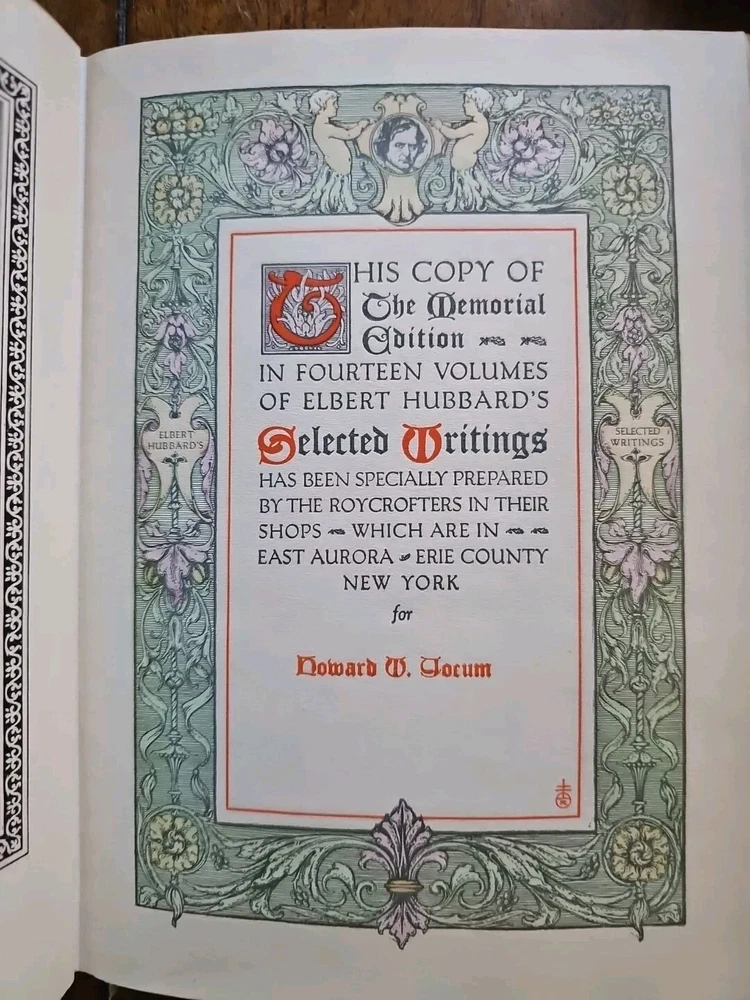 THIS COPY OF
The Memorial
Edition
IN FOURTEEN VOLUMES
OF ELBERT HUBBARD'S
Selected Writings
HAS BEEN SPECIALLY PREPARED
BY THE ROYCROFTERS IN THEIR
SHOPS WHICH ARE IN
EAST AURORA ERIE COUNTY
NEW YORK
for
Howard W. Yocum
ELBERT
HUBBARD'S
SELECTED
WRITINGS